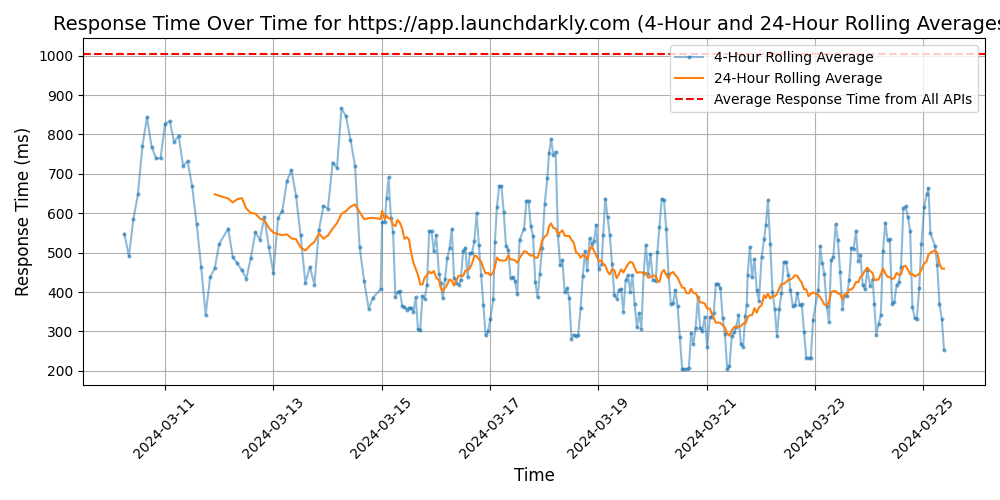 Response Time Over Time for https://app.launchdarkly.com (4-Hour and 24-Hour Rolling Averages
4-Hour Rolling Average
24-Hour Rolling Average
Average Response Time from All APIs
Response Time (ms)
1000
900
800
700
600
500
400
300
200
2024-03-11
2024-03-13
2024-03-15
2024-03-17
2024-03-19
2024-03-21
2024-03-23
2024-03-25
Time